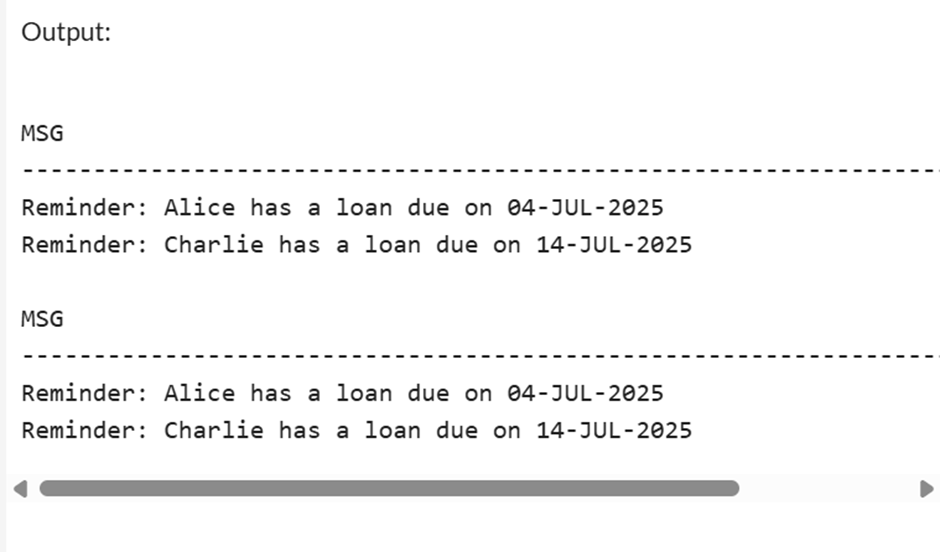 Output:
MSG
--------------------------------------------------------------------------------
Reminder: Alice has a loan due on 04-JUL-2025
Reminder: Charlie has a loan due on 14-JUL-2025
MSG
--------------------------------------------------------------------------------
Reminder: Alice has a loan due on 04-JUL-2025
Reminder: Charlie has a loan due on 14-JUL-2025